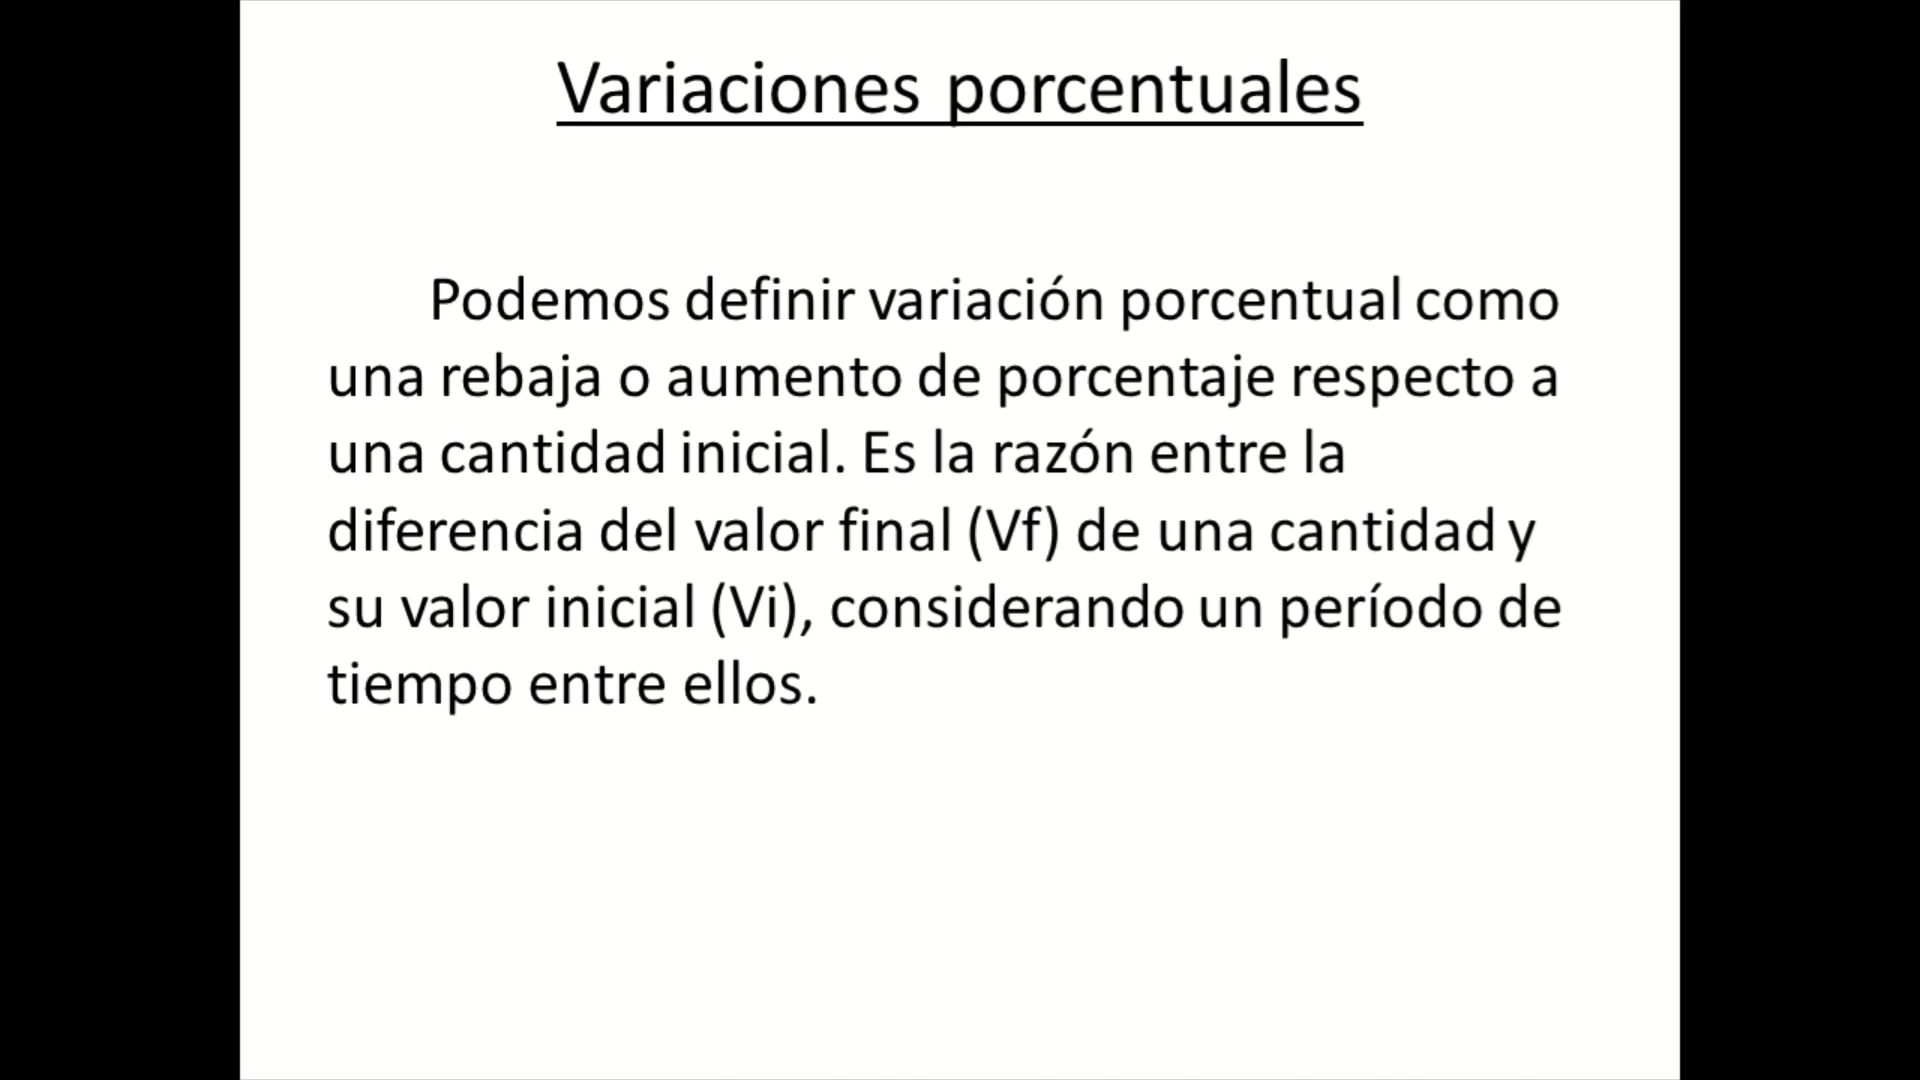 Variaciones porcentuales
Podemos definir variación porcentual como
una rebaja o aumento de porcentaje respecto a
una cantidad inicial. Es la razón entre la
diferencia del valor final (Vf) de una cantidad y
su valor inicial (Vi), considerando un período de
tiempo entre ellos.